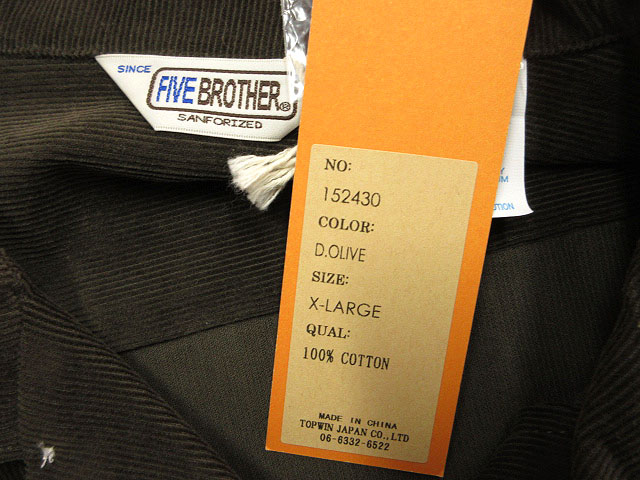 SINCE
FIVE BROTHER®
SANFORIZED
NO:
152430
COLOR:
D.OLIVE
SIZE:
X-LARGE
QUAL:
100% COTTON
MADE IN CHINA
TOPWIN JAPAN CO.,LTD
06-6332-6522